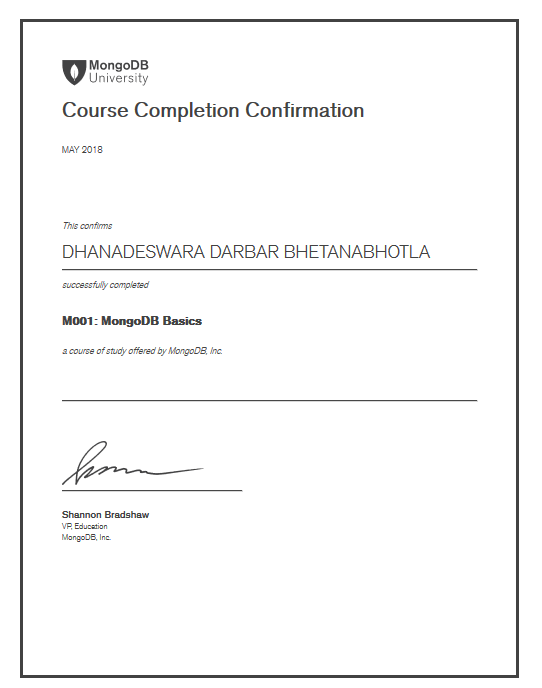 MongoDB
University
Course Completion Confirmation
MAY 2018
This confirms
DHANADESWARA DARBAR BHETANABHOTLA
successfully completed
M001: MongoDB Basics
a course of study offered by MongoDB, Inc.
Shannon Bradshaw
VP, Education
MongoDB, Inc.